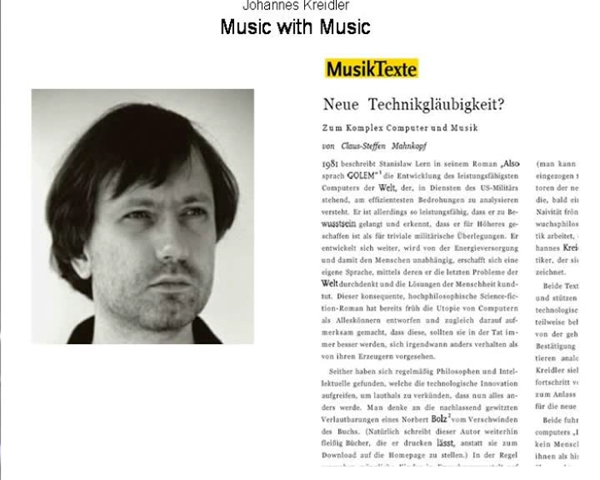 Johannes Kreidler
Music with Music
MusikTexte
Neue Technikgläubigkeit?
Zum Komplex Computer und Musik
von Claus-Steffen Mahnkopf
1981 beschreibt Stanislaw Lern in seinem Roman „Also
sprach GOLEM“¹ die Entwicklung des leistungsfähigsten
Computers der Welt, der, in Diensten des US-Militärs
stehend, am effizientesten Bedrohungen zu analysieren
versteht. Er ist allerdings so leistungsfähig, dass er zu Be-
wusstsein gelangt und erkennt, dass er für Höheres ge-
schaffen ist als für triviale militärische Überlegungen. Er
entwickelt sich weiter, wird von der Energieversorgung
und damit den Menschen unabhängig, erschafft sich eine
eigene Sprache, mittels deren er die letzten Probleme der
Welt durchdenkt und die Lösungen der Menschheit kund-
tut. Dieser konsequente, hochphilosophische Science-fic-
tion-Roman hat bereits früh die Utopie von Computern
als Alleskönnern entworfen und zugleich darauf auf-
merksam gemacht, dass diese, sollten sie in der Tat im-
mer besser werden, sich irgendwann anders verhalten als
von ihren Erzeugern vorgesehen.
Seither haben sich regelmäßig Philosophen und Intel-
lektuelle gefunden, welche die technologische Innovation
aufgreifen, um lauthals zu verkünden, dass nun alles an-
ders werde. Man denke an die nachlassend gewitzten
Verlautbarungen eines Norbert Bolz² vom Verschwinden
des Buchs. (Natürlich schreibt dieser Autor weiterhin
fleißig Bücher, die er drucken lässt, anstatt sie zum
Download auf die Homepage zu stellen.) In der Regel
(man kann
eingezogen
toren der ne
die, bald ei
Naivität frön
wuchsphilos
tik arbeitet,
hannes Krei
tiker, der si
zeichnet.
Beide Text
und stützen
technologisc
teilweise bel
von der geh
Bestätigung
tieren analo
Kreidler siel
fortschritt v
zum Anlass
für die neue
Beide fuhr
computers „I
kein Mensch
ihnen als bis